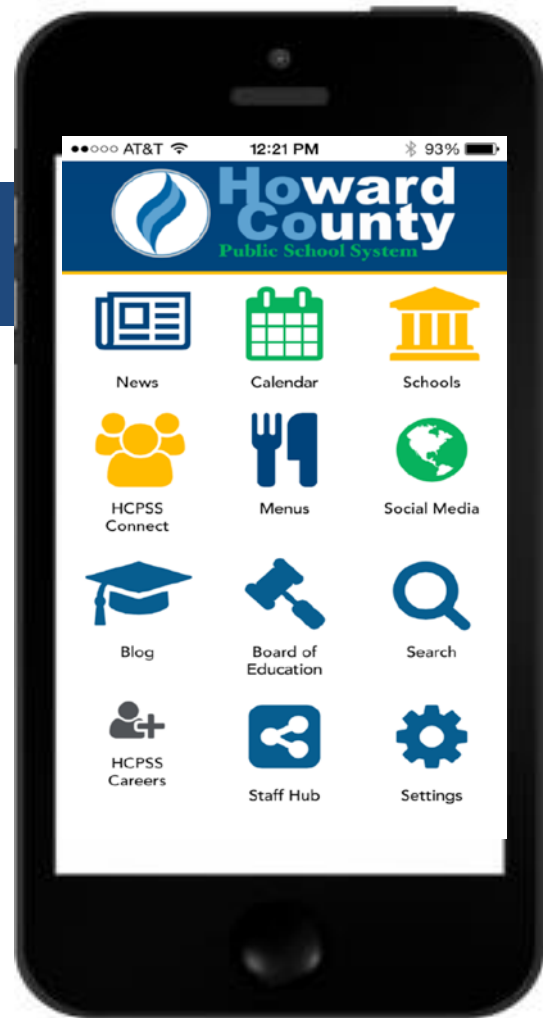 AT&T 12:21 PM 93%
Howard
County
Public School System
News Calendar Schools
HCPSS
Connect
Menus Social Media
Blog
Board of
Education
Search
HCPSS
Careers
Staff Hub Settings